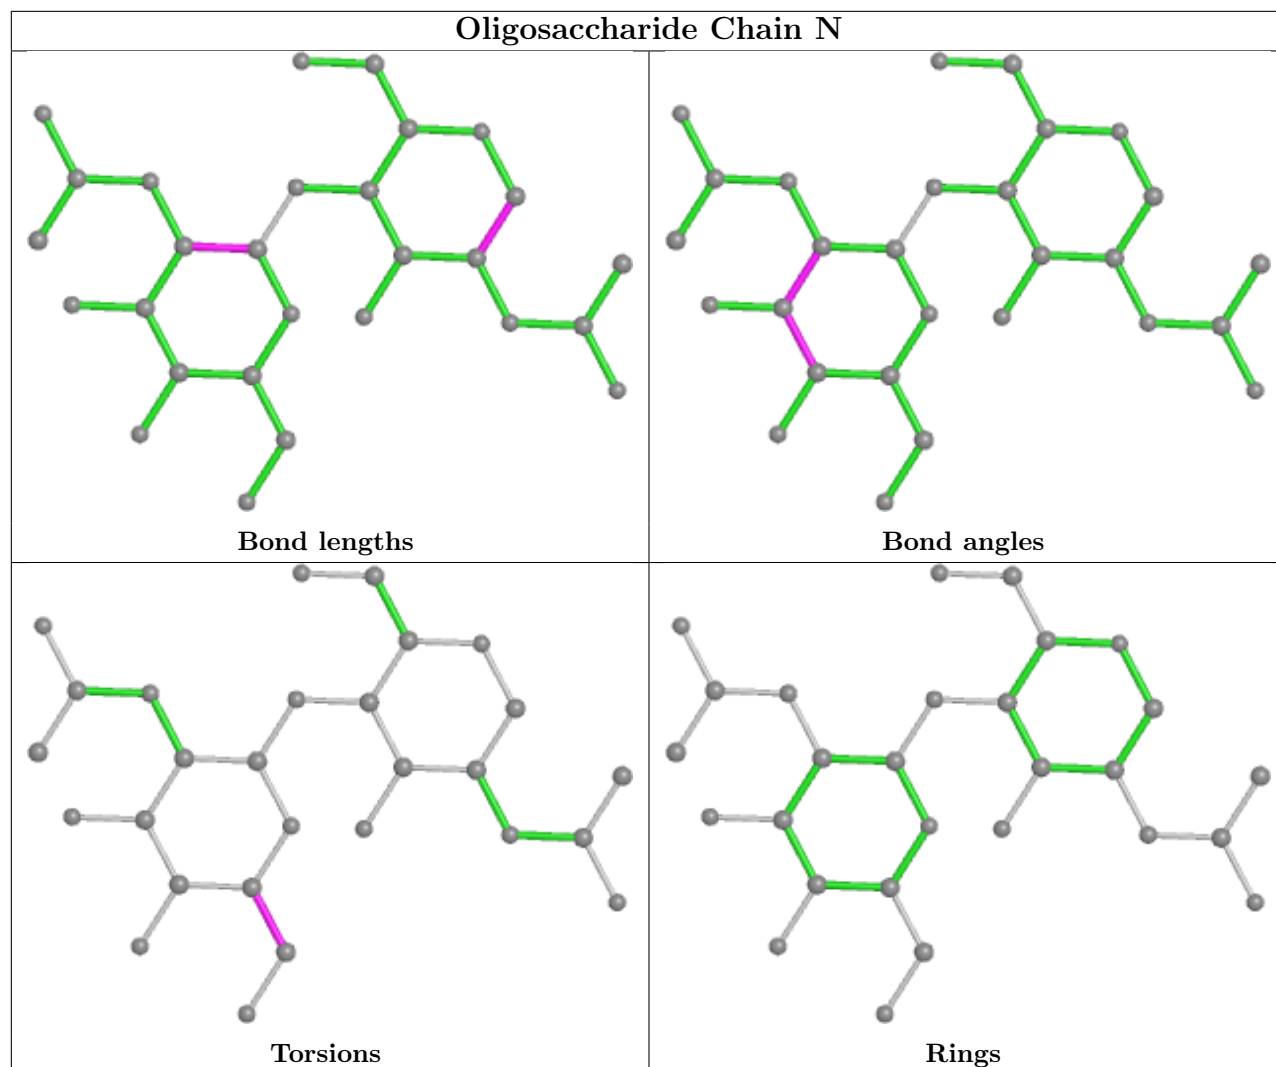 Oligosaccharide Chain N
Bond lengths
Bond angles
Torsions
Rings